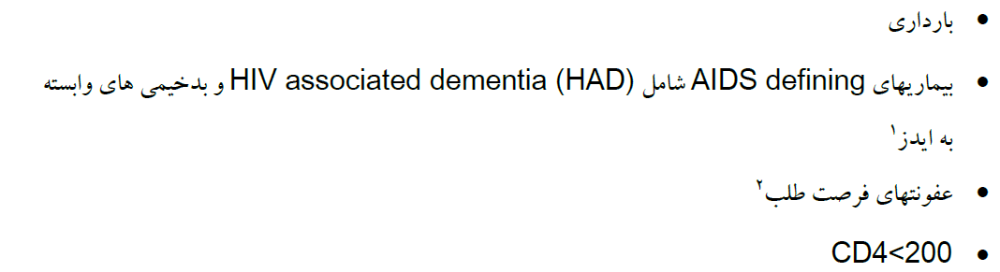 • بارداری
• بیماریهای AIDS defining شامل HIV associated dementia (HAD) و بدخیمی های وابسته
به ایدز۱
• عفونتهای فرصت طلب۲
• CD4<200